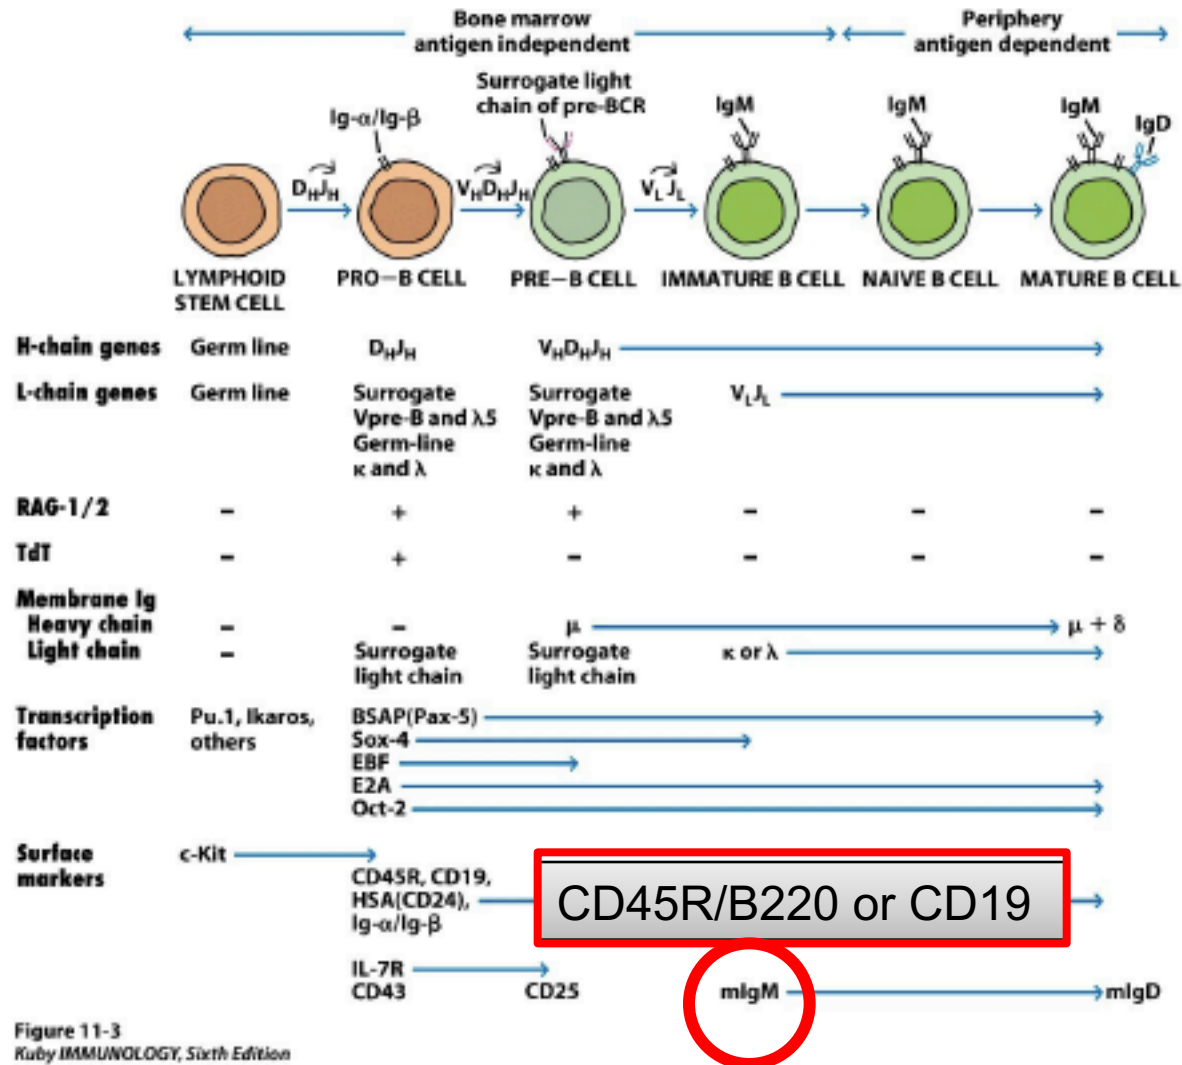 Bone marrow
antigen independent
Periphery
antigen dependent
Surrogate light
chain of pre-BCR
Ig-α/Ig-β
IgM
IgM
IgM
IgD
DHJH
VHDHJH
VL JL
LYMPHOID
STEM CELL
PRO–B CELL
PRE–B CELL
IMMATURE B CELL
NAIVE B CELL
MATURE B CELL
H-chain genes Germ line DHJH VHDHJH
L-chain genes Germ line Surrogate Surrogate VLJL
Vpre-B and λ5 Vpre-B and λ5
Germ-line Germ-line
κ and λ κ and λ
RAG-1/2 – + + – – –
TdT – + – – – –
Membrane Ig
Heavy chain – – μ μ + δ
Light chain – Surrogate Surrogate κ or λ
light chain light chain
Transcription Pu.1, Ikaros, BSAP(Pax-5)
factors others Sox-4
EBF
E2A
Oct-2
Surface c-Kit
markers CD45R, CD19,
HSA(CD24), CD45R/B220 or CD19
Ig-α/Ig-β
IL-7R
CD43 CD25 mIgM mIgD
Figure 11-3
Kuby IMMUNOLOGY, Sixth Edition